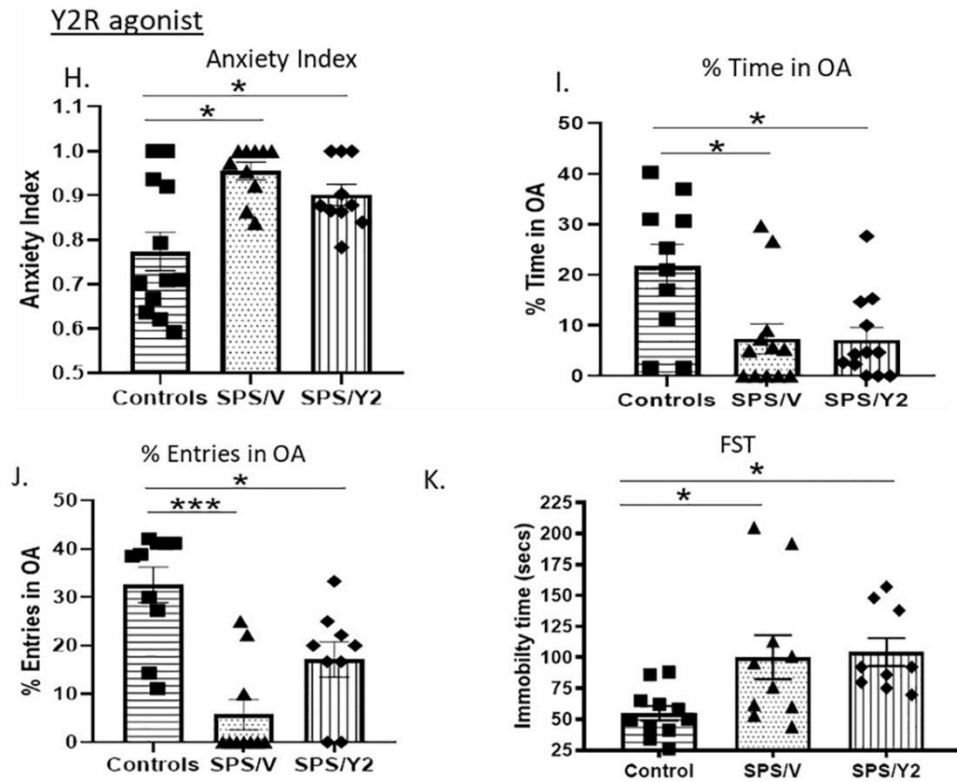 Y2R agonist
H.
Anxiety Index
*
*
Anxiety Index
1.1
1.0
0.9
0.8
0.7
0.6
0.5
Controls SPS/V SPS/Y2
I.
% Time in OA
*
*
% Time in OA
50
40
30
20
10
0
Controls SPS/V SPS/Y2
J.
% Entries in OA
*
***
% Entries in OA
50
40
30
20
10
0
Controls SPS/V SPS/Y2
K.
FST
*
*
Immobilty time (secs)
225
200
175
150
125
100
75
50
25
Control SPS/V SPS/Y2